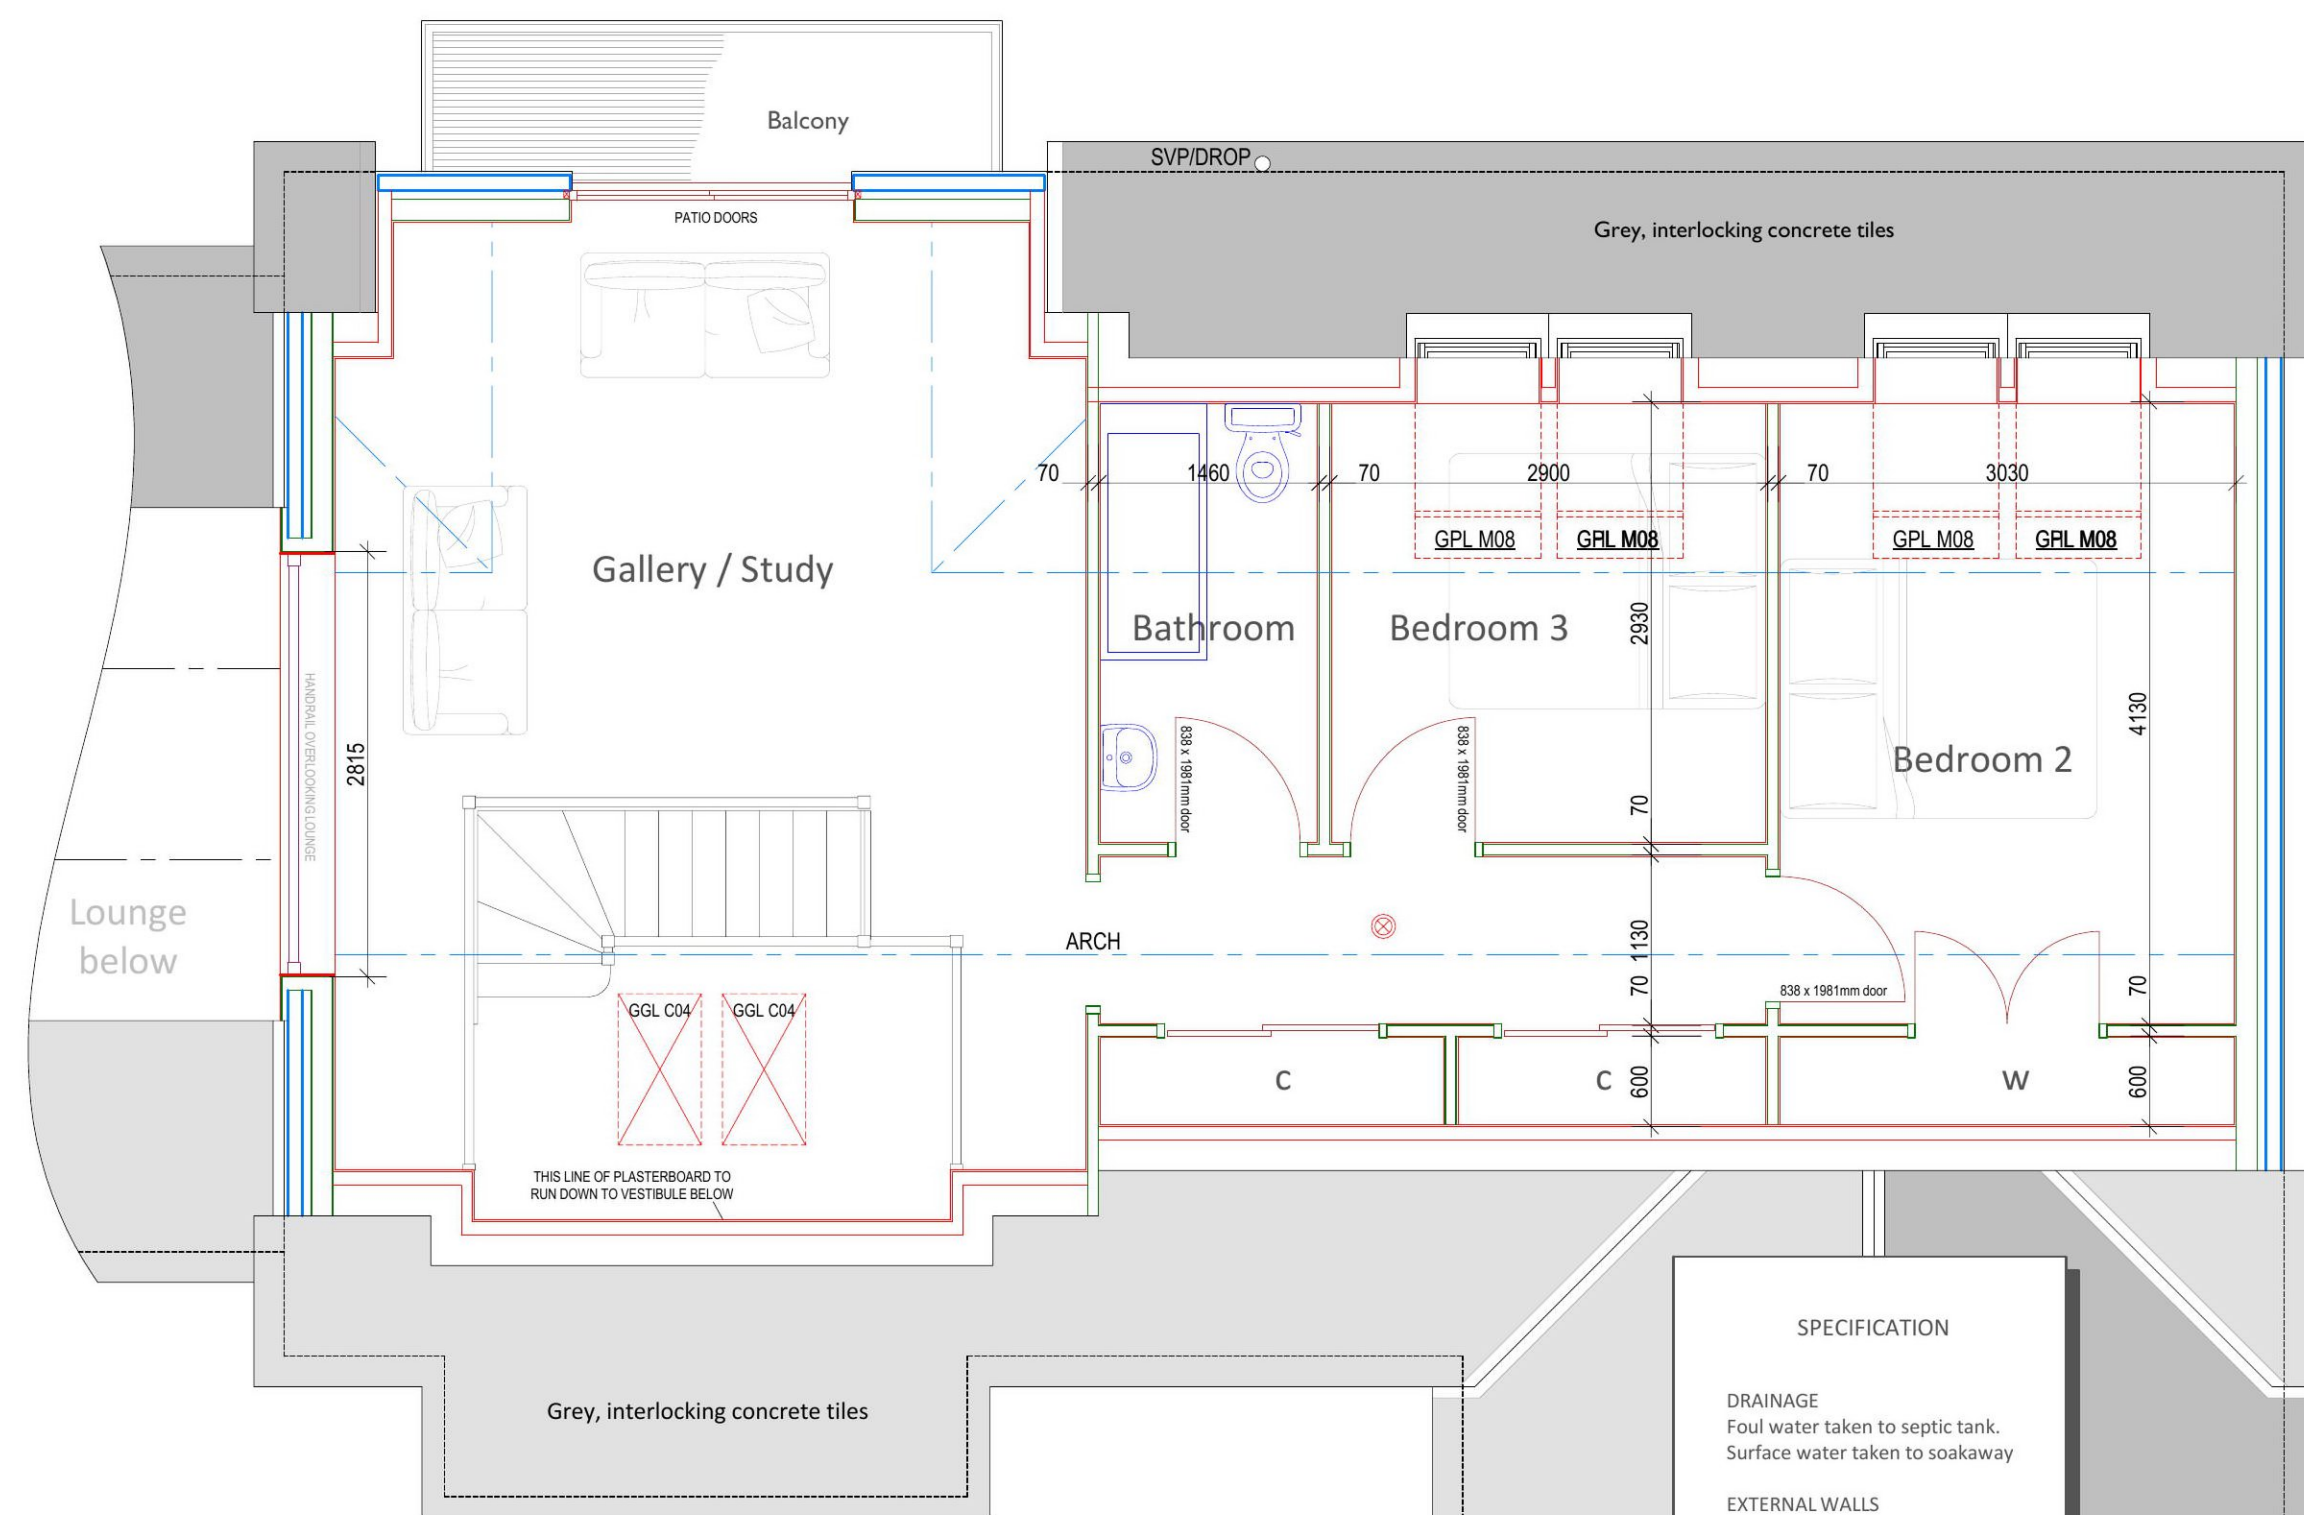 Balcony
SVP/DROP
PATIO DOORS
Grey, interlocking concrete tiles
70
1460
70
2900
70
3030
GPL M08
GPL M08
Gallery / Study
Bathroom
Bedroom 3
2930
4130
Bedroom 2
HANDRAIL OVERLOOKING LOUNGE
2815
838 x 1981mm door
838 x 1981mm door
70
Lounge
below
ARCH
1130
70
838 x 1981mm door
70
GGL C04
GGL C04
C
C
600
W
600
THIS LINE OF PLASTERBOARD TO
RUN DOWN TO VESTIBULE BELOW
Grey, interlocking concrete tiles
SPECIFICATION
DRAINAGE
Foul water taken to septic tank.
Surface water taken to soakaway
EXTERNAL WALLS